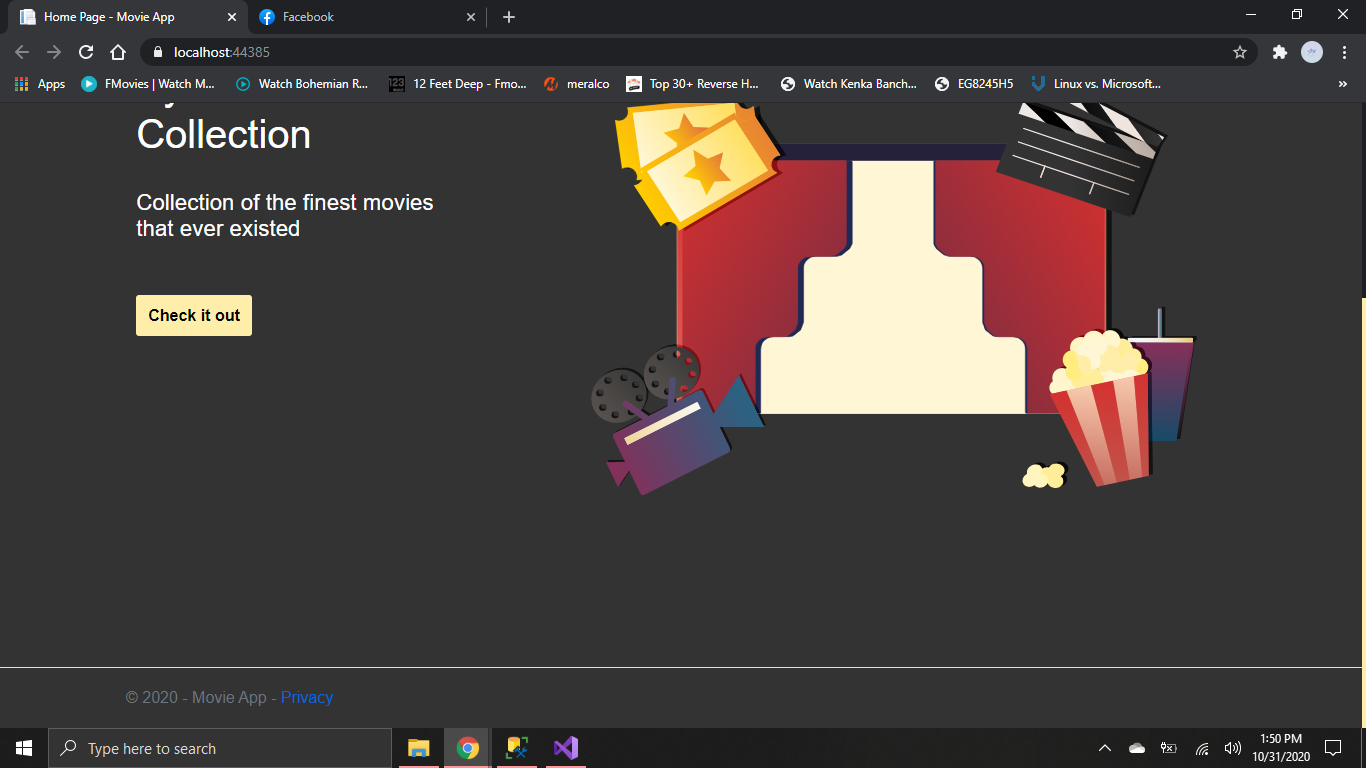 Home Page - Movie App
Facebook
localhost:44385
Apps
FMovies | Watch M...
Watch Bohemian R...
123
12 Feet Deep - Fmo...
meralco
Top 30+ Reverse H...
Watch Kenka Banch...
EG8245H5
Linux vs. Microsoft...
»
Collection
Collection of the finest movies
that ever existed
Check it out
© 2020 - Movie App - Privacy
Type here to search
1:50 PM
10/31/2020